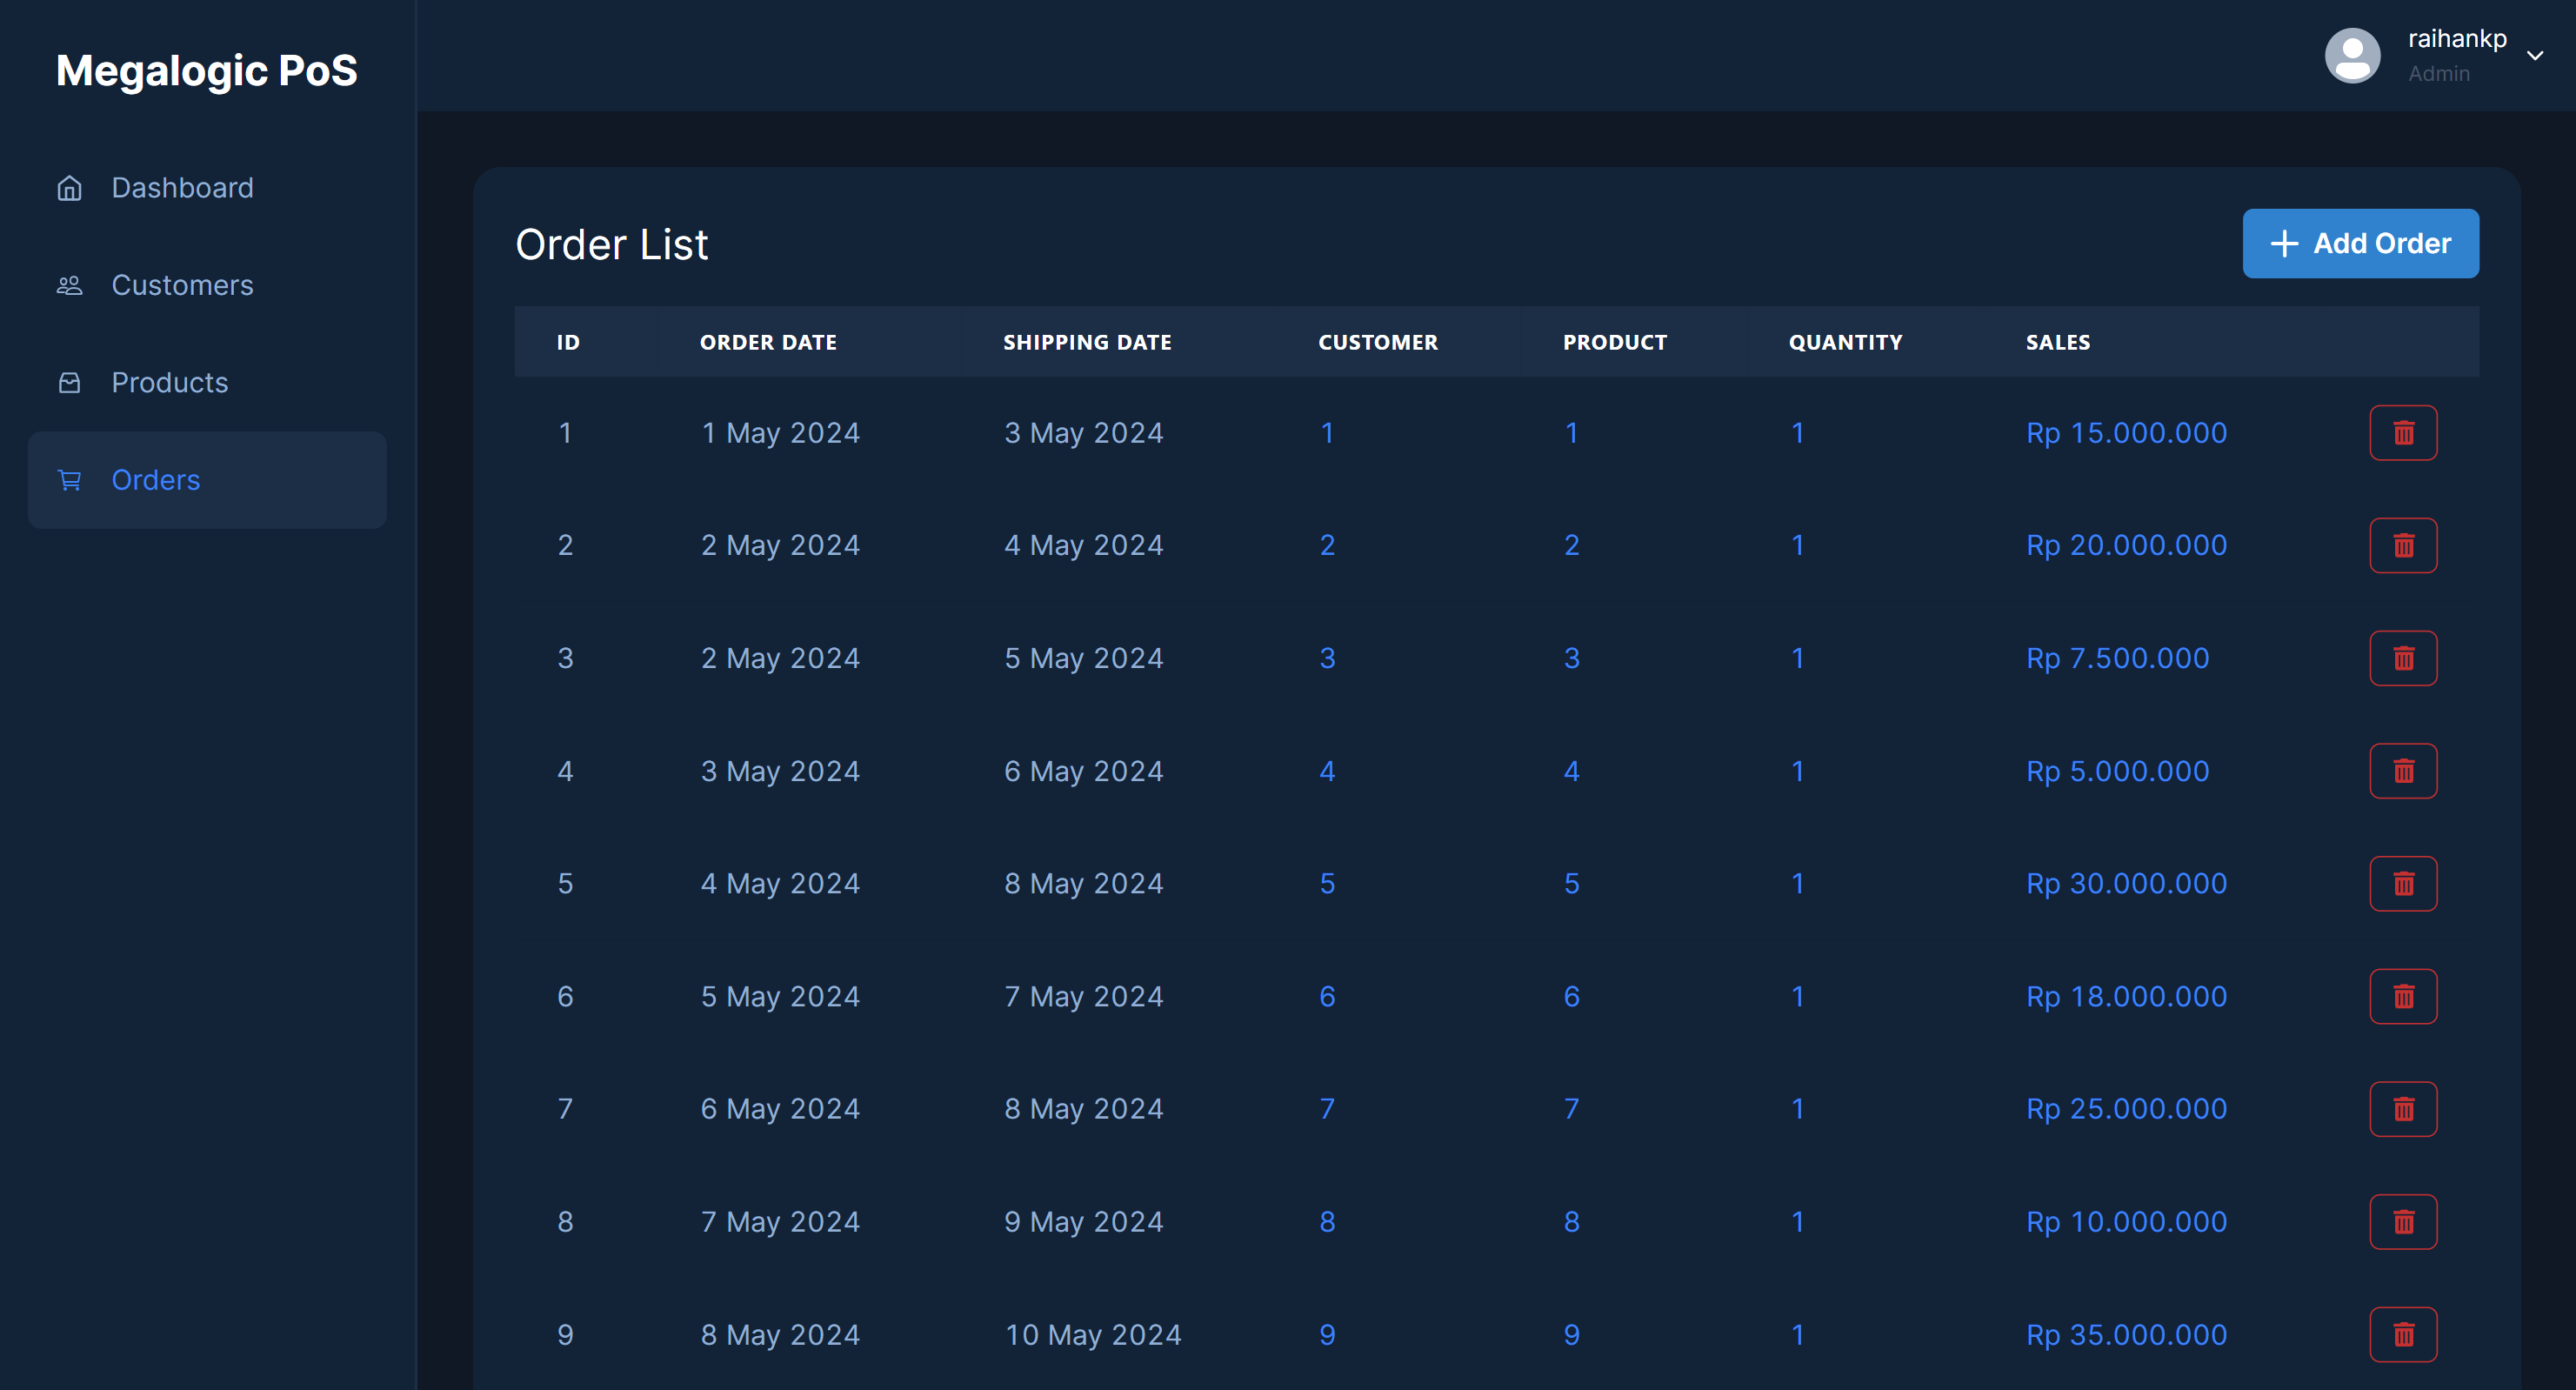 Megalogic PoS
raihankp
Admin
Dashboard
Customers
Products
Orders
Order List
Add Order
ID ORDER DATE SHIPPING DATE CUSTOMER PRODUCT QUANTITY SALES
1 1 May 2024 3 May 2024 1 1 1 Rp 15.000.000
2 2 May 2024 4 May 2024 2 2 1 Rp 20.000.000
3 2 May 2024 5 May 2024 3 3 1 Rp 7.500.000
4 3 May 2024 6 May 2024 4 4 1 Rp 5.000.000
5 4 May 2024 8 May 2024 5 5 1 Rp 30.000.000
6 5 May 2024 7 May 2024 6 6 1 Rp 18.000.000
7 6 May 2024 8 May 2024 7 7 1 Rp 25.000.000
8 7 May 2024 9 May 2024 8 8 1 Rp 10.000.000
9 8 May 2024 10 May 2024 9 9 1 Rp 35.000.000